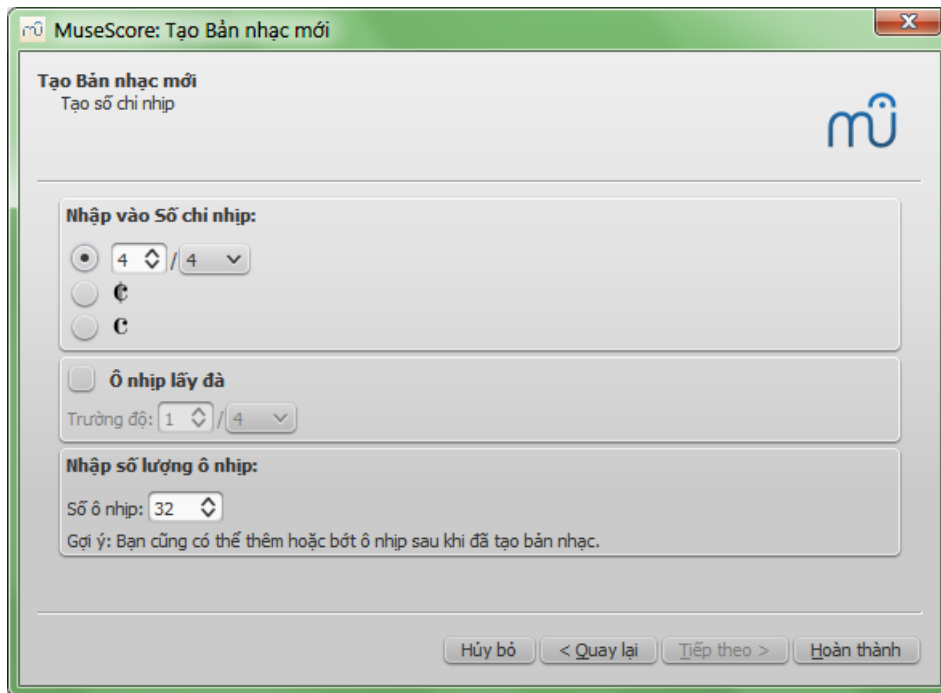 MuseScore: Tạo Bản nhạc mới
Tạo Bản nhạc mới
Tạo số chỉ nhịp
Nhập vào Số chỉ nhịp:
4 / 4
Ô nhịp lấy đà
Trường độ: 1 / 4
Nhập số lượng ô nhịp:
Số ô nhịp: 32
Gợi ý: Bạn cũng có thể thêm hoặc bớt ô nhịp sau khi đã tạo bản nhạc.
Hủy bỏ < Quay lại Tiếp theo > Hoàn thành